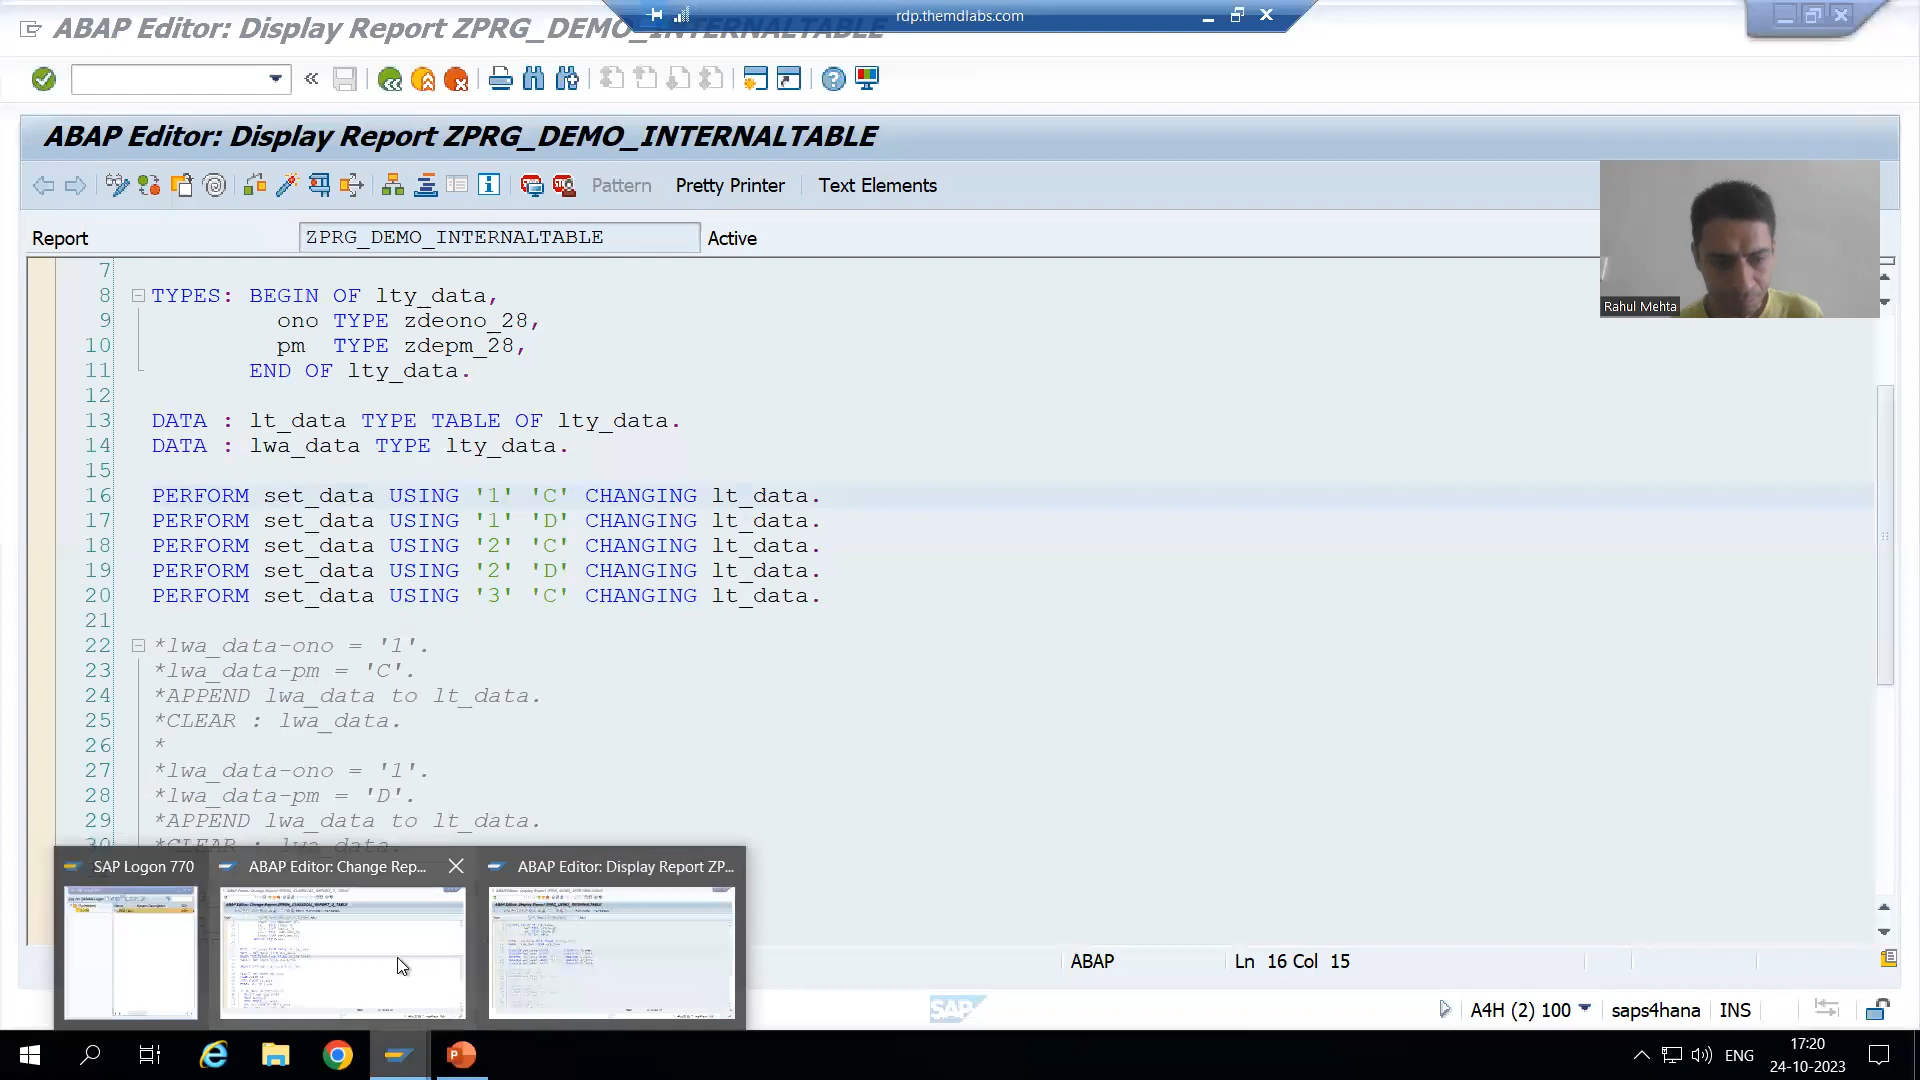 ABAP Editor: Display Report ZPRG_DEMO_INTERNALTABLE
rdp.themdlabs.com
ABAP Editor: Display Report ZPRG_DEMO_INTERNALTABLE
Pattern Pretty Printer Text Elements
Report ZPRG_DEMO_INTERNALTABLE Active
Rahul Mehta
7
8 TYPES: BEGIN OF lty_data,
9 ono TYPE zdeono_28,
10 pm TYPE zdepm_28,
11 END OF lty_data.
12
13 DATA : lt_data TYPE TABLE OF lty_data.
14 DATA : lwa_data TYPE lty_data.
15
16 PERFORM set_data USING '1' 'C' CHANGING lt_data.
17 PERFORM set_data USING '1' 'D' CHANGING lt_data.
18 PERFORM set_data USING '2' 'C' CHANGING lt_data.
19 PERFORM set_data USING '2' 'D' CHANGING lt_data.
20 PERFORM set_data USING '3' 'C' CHANGING lt_data.
21
22 *lwa_data-ono = '1'.
23 *lwa_data-pm = 'C'.
24 *APPEND lwa_data to lt_data.
25 *CLEAR : lwa_data.
26 *
27 *lwa_data-ono = '1'.
28 *lwa_data-pm = 'D'.
29 *APPEND lwa_data to lt_data.
30 *CLEAR : lwa_data.
SAP Logon 770 ABAP Editor: Change Rep... ABAP Editor: Display Report ZP...
ABAP Ln 16 Col 15
SAP A4H (2) 100 saps4hana INS
ENG 17:20
24-10-2023